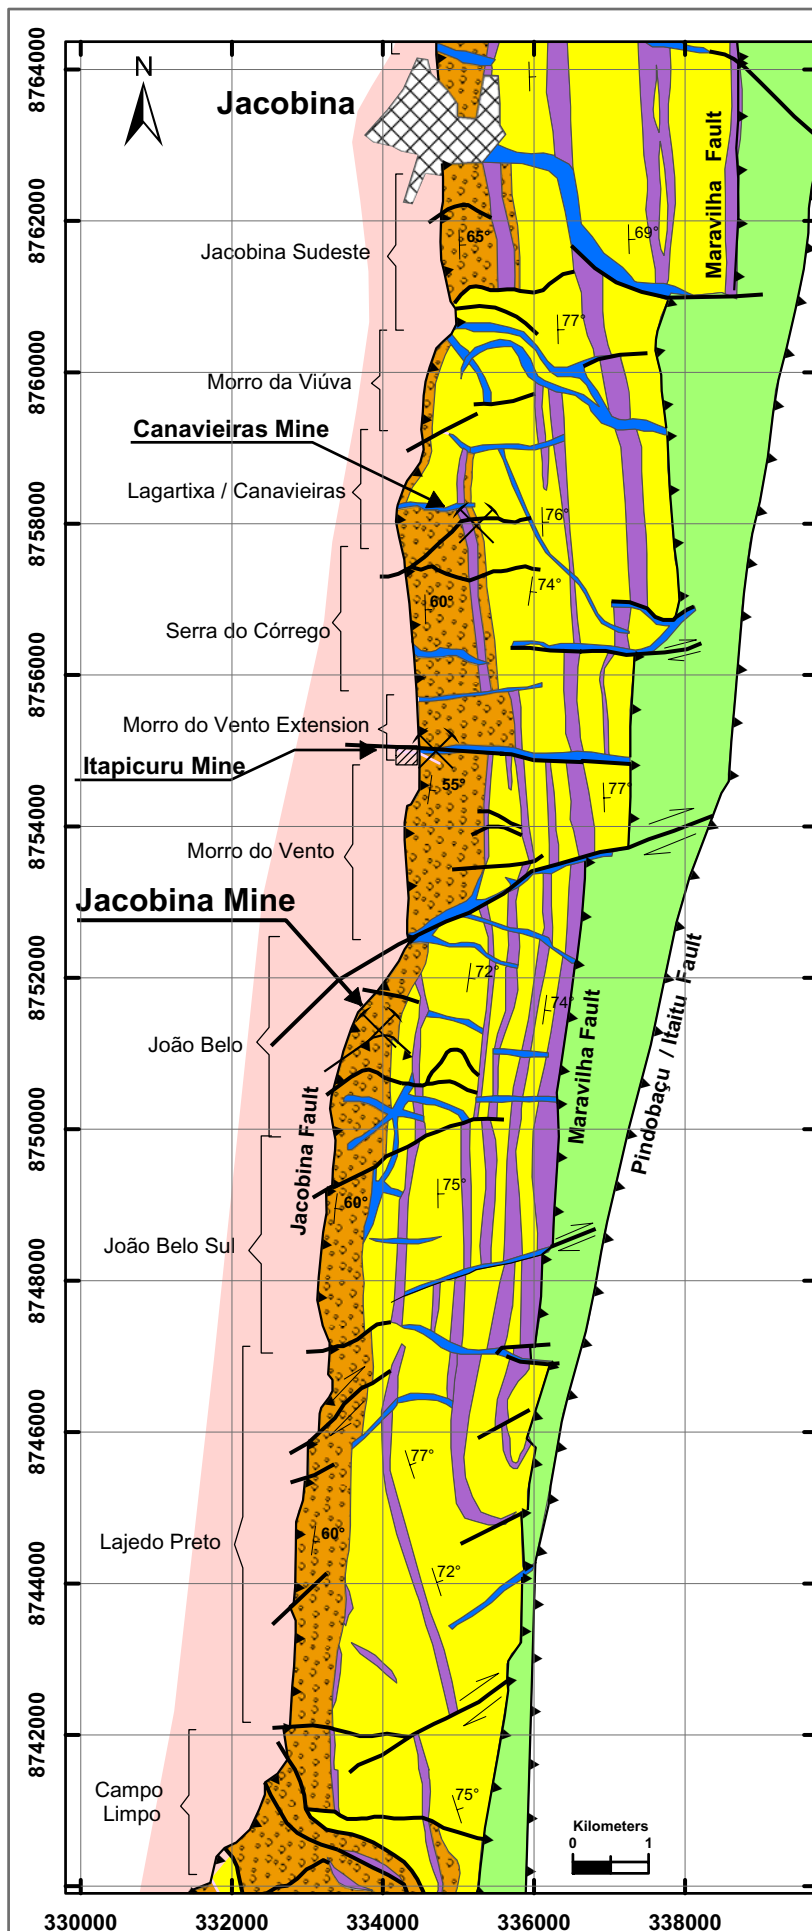 8764000
N
Jacobina
Maravilha Fault
8762000
65°
69°
Jacobina Sudeste
77°
8760000
Morro da Viúva
Canavieiras Mine
Lagartixa / Canavieiras
8758000
76°
74°
60°
Serra do Córrego
8756000
Morro do Vento Extension
Itapicuru Mine
55°
77°
8754000
Morro do Vento
Jacobina Mine
8752000
72°
74°
João Belo
Maravilha Fault
Pindobaçu / Itaitu Fault
Jacobina Fault
8750000
75°
60°
João Belo Sul
8748000
8746000
77°
Lajedo Preto
60°
72°
8744000
8742000
Campo
Limpo
75°
Kilometers
0 1
330000 332000 334000 336000 338000